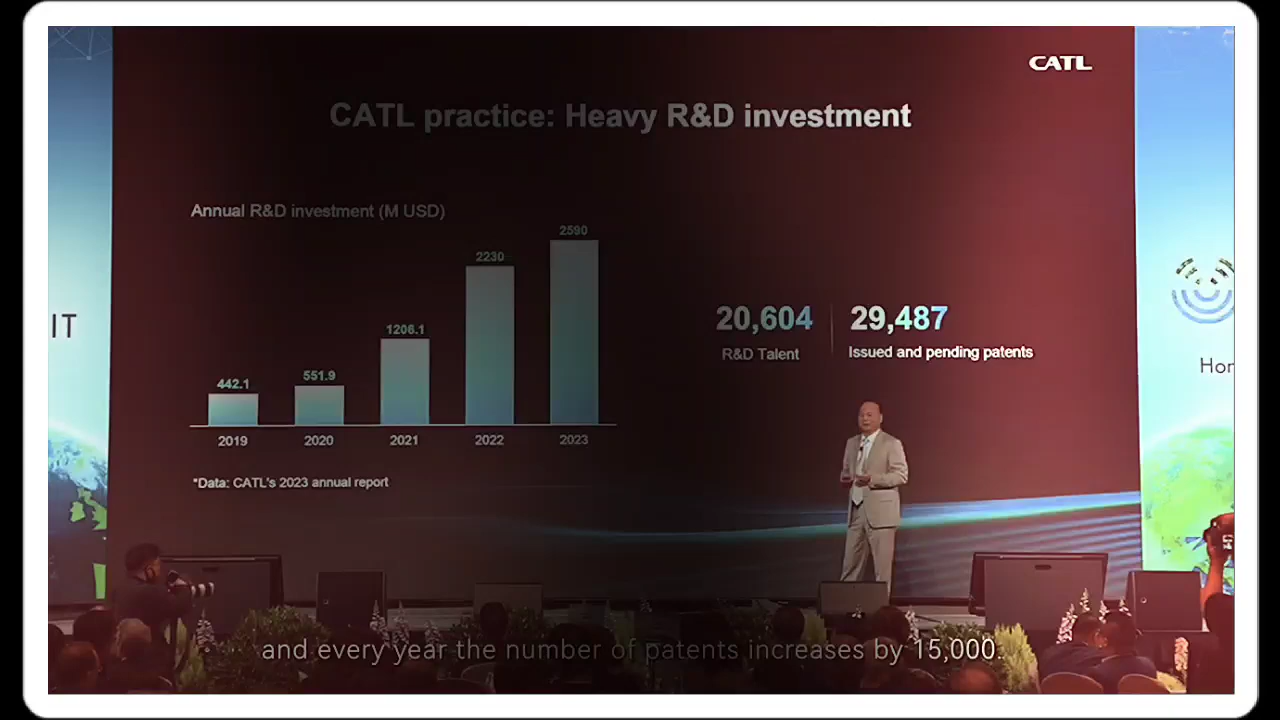 CATL
CATL practice: Heavy R&D investment
Annual R&D investment (M USD)
2590
2230
1206.1
551.9
442.1
2019 2020 2021 2022 2023
*Data: CATL's 2023 annual report
20,604
R&D Talent
29,487
Issued and pending patents
IT
Hon
and every year the number of patents increases by 15,000.